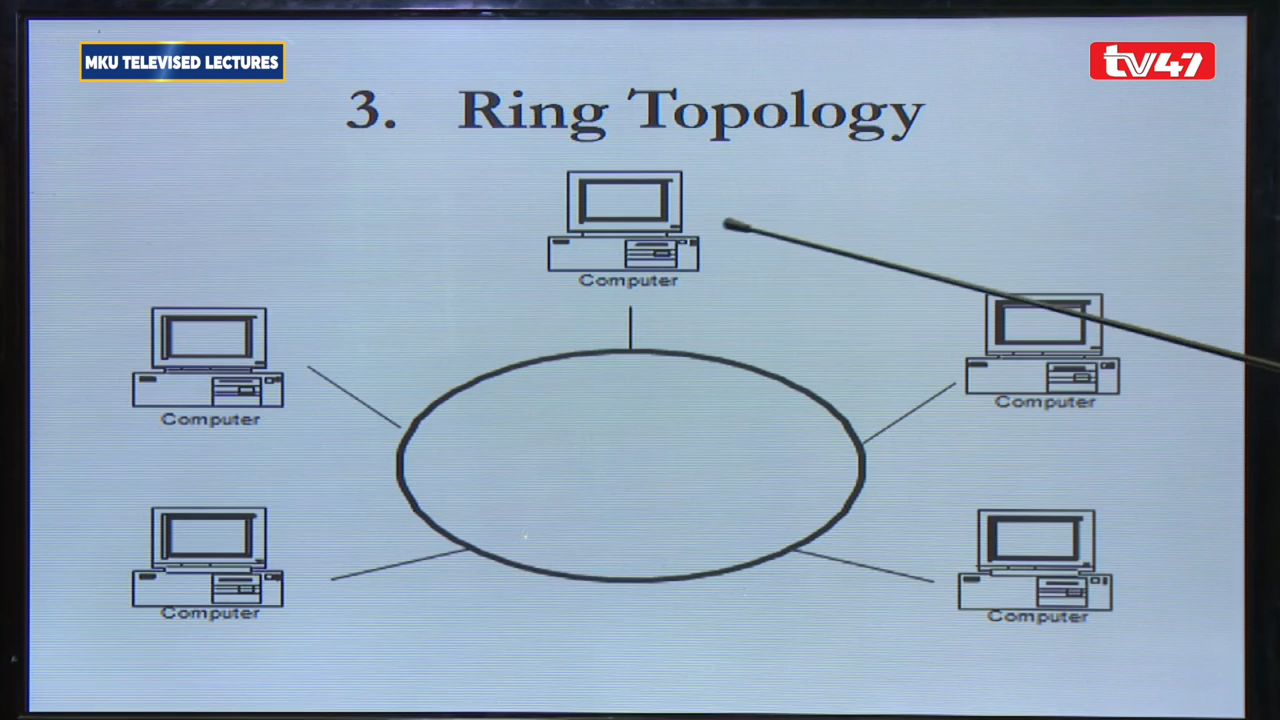 MKU TELEVISED LECTURES
tv47
3. Ring Topology
Computer
Computer
Computer
Computer
Computer